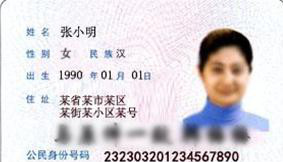 姓名 张小明
性别 女 民族 汉
出生 1990 年 01 月 01 日
住址 某省某市某区
某街某小区某号
公民身份号码 232303201234567890